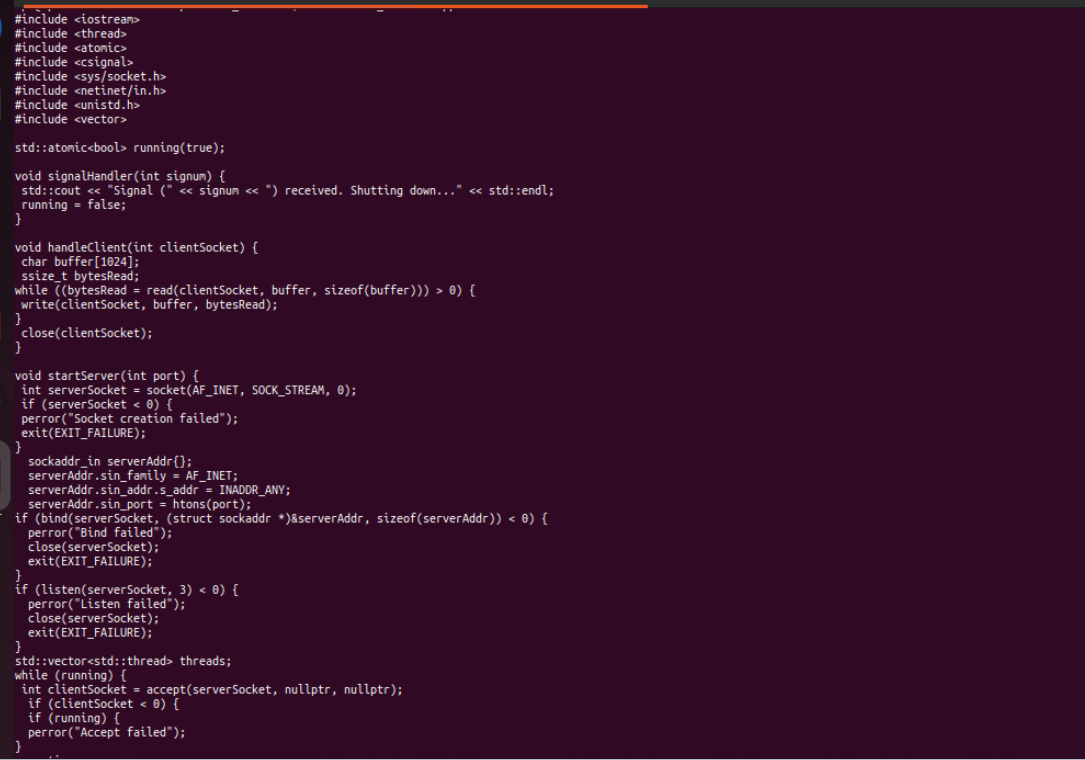 #include <iostream>
#include <thread>
#include <atomic>
#include <csignal>
#include <sys/socket.h>
#include <netinet/in.h>
#include <unistd.h>
#include <vector>
std::atomic<bool> running(true);
void signalHandler(int signum) {
std::cout << "Signal (" << signum << ") received. Shutting down..." << std::endl;
running = false;
}
void handleClient(int clientSocket) {
char buffer[1024];
ssize_t bytesRead;
while ((bytesRead = read(clientSocket, buffer, sizeof(buffer))) > 0) {
write(clientSocket, buffer, bytesRead);
}
close(clientSocket);
}
void startServer(int port) {
int serverSocket = socket(AF_INET, SOCK_STREAM, 0);
if (serverSocket < 0) {
perror("Socket creation failed");
exit(EXIT_FAILURE);
}
sockaddr_in serverAddr{};
serverAddr.sin_family = AF_INET;
serverAddr.sin_addr.s_addr = INADDR_ANY;
serverAddr.sin_port = htons(port);
if (bind(serverSocket, (struct sockaddr *)&serverAddr, sizeof(serverAddr)) < 0) {
perror("Bind failed");
close(serverSocket);
exit(EXIT_FAILURE);
}
if (listen(serverSocket, 3) < 0) {
perror("Listen failed");
close(serverSocket);
exit(EXIT_FAILURE);
}
std::vector<std::thread> threads;
while (running) {
int clientSocket = accept(serverSocket, nullptr, nullptr);
if (clientSocket < 0) {
if (running) {
perror("Accept failed");
}